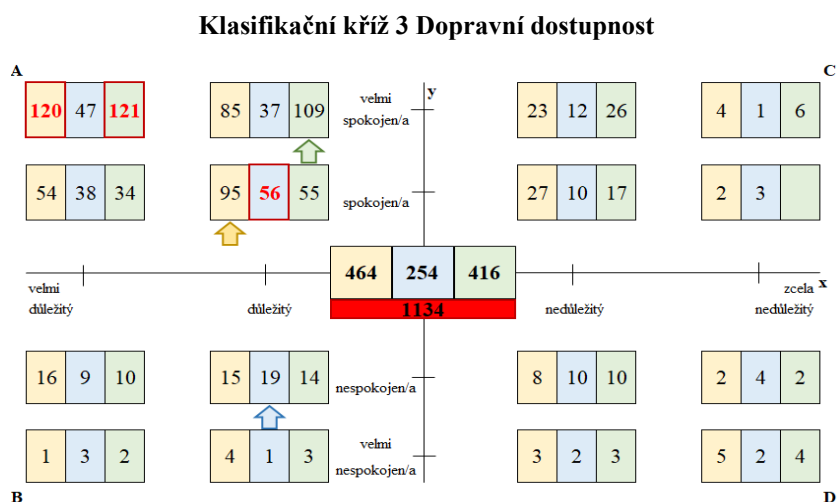 Klasifikační kříž 3 Dopravní dostupnost
A
C
120 47 121
85 37 109
velmi
spokojen/a
y
23 12 26
4 1 6
54 38 34
95 56 55
spokojen/a
27 10 17
2 3
464 254 416
1134
velmi
důležitý
důležitý
nedůležitý
zcela
nedůležitý
x
16 9 10
15 19 14
nespokojen/a
8 10 10
2 4 2
1 3 2
4 1 3
velmi
nespokojen/a
3 2 3
5 2 4
B
D